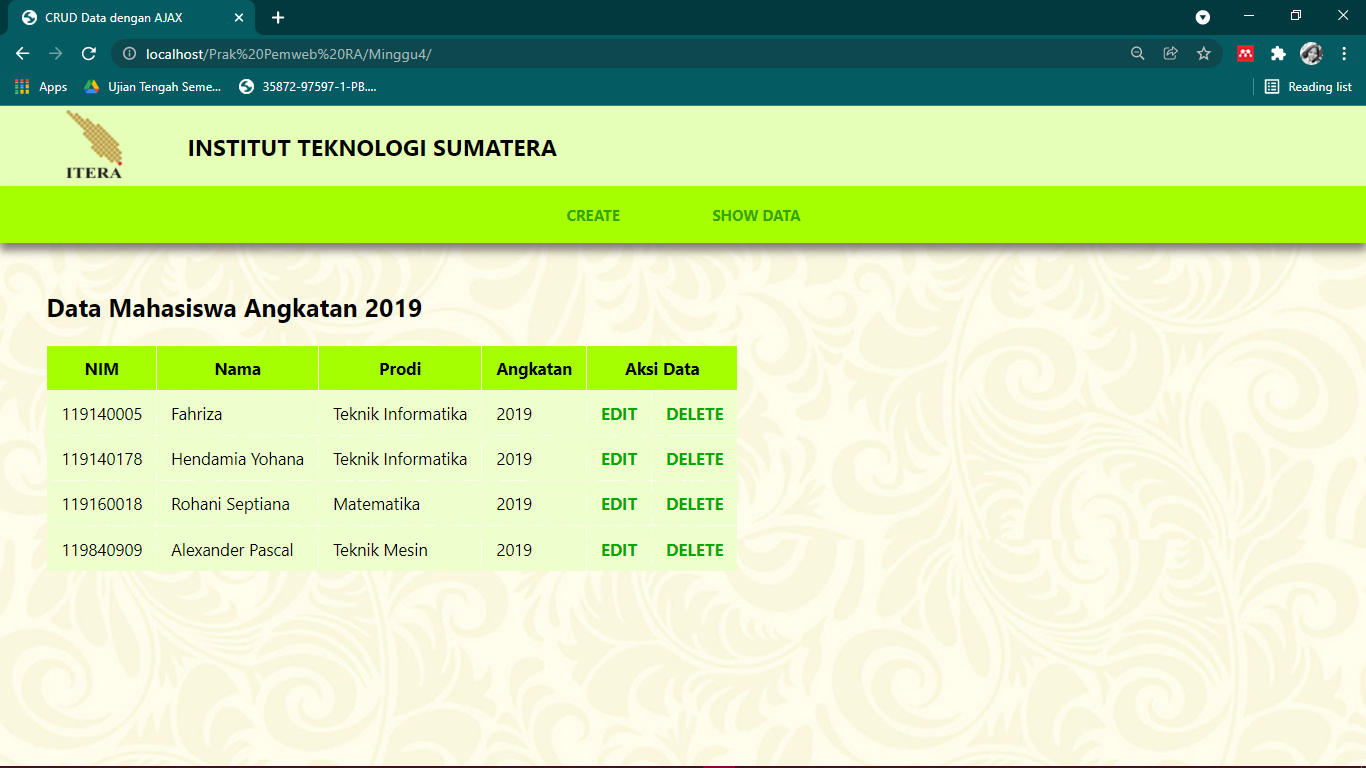 CRUD Data dengan AJAX
localhost/Prak%20Pemweb%20RA/Minggu4/
Apps Ujian Tengah Seme... 35872-97597-1-PB.... Reading list
ITERA
INSTITUT TEKNOLOGI SUMATERA
CREATE SHOW DATA
Data Mahasiswa Angkatan 2019
NIM Nama Prodi Angkatan Aksi Data
119140005 Fahriza Teknik Informatika 2019 EDIT DELETE
119140178 Hendamia Yohana Teknik Informatika 2019 EDIT DELETE
119160018 Rohani Septiana Matematika 2019 EDIT DELETE
119840909 Alexander Pascal Teknik Mesin 2019 EDIT DELETE